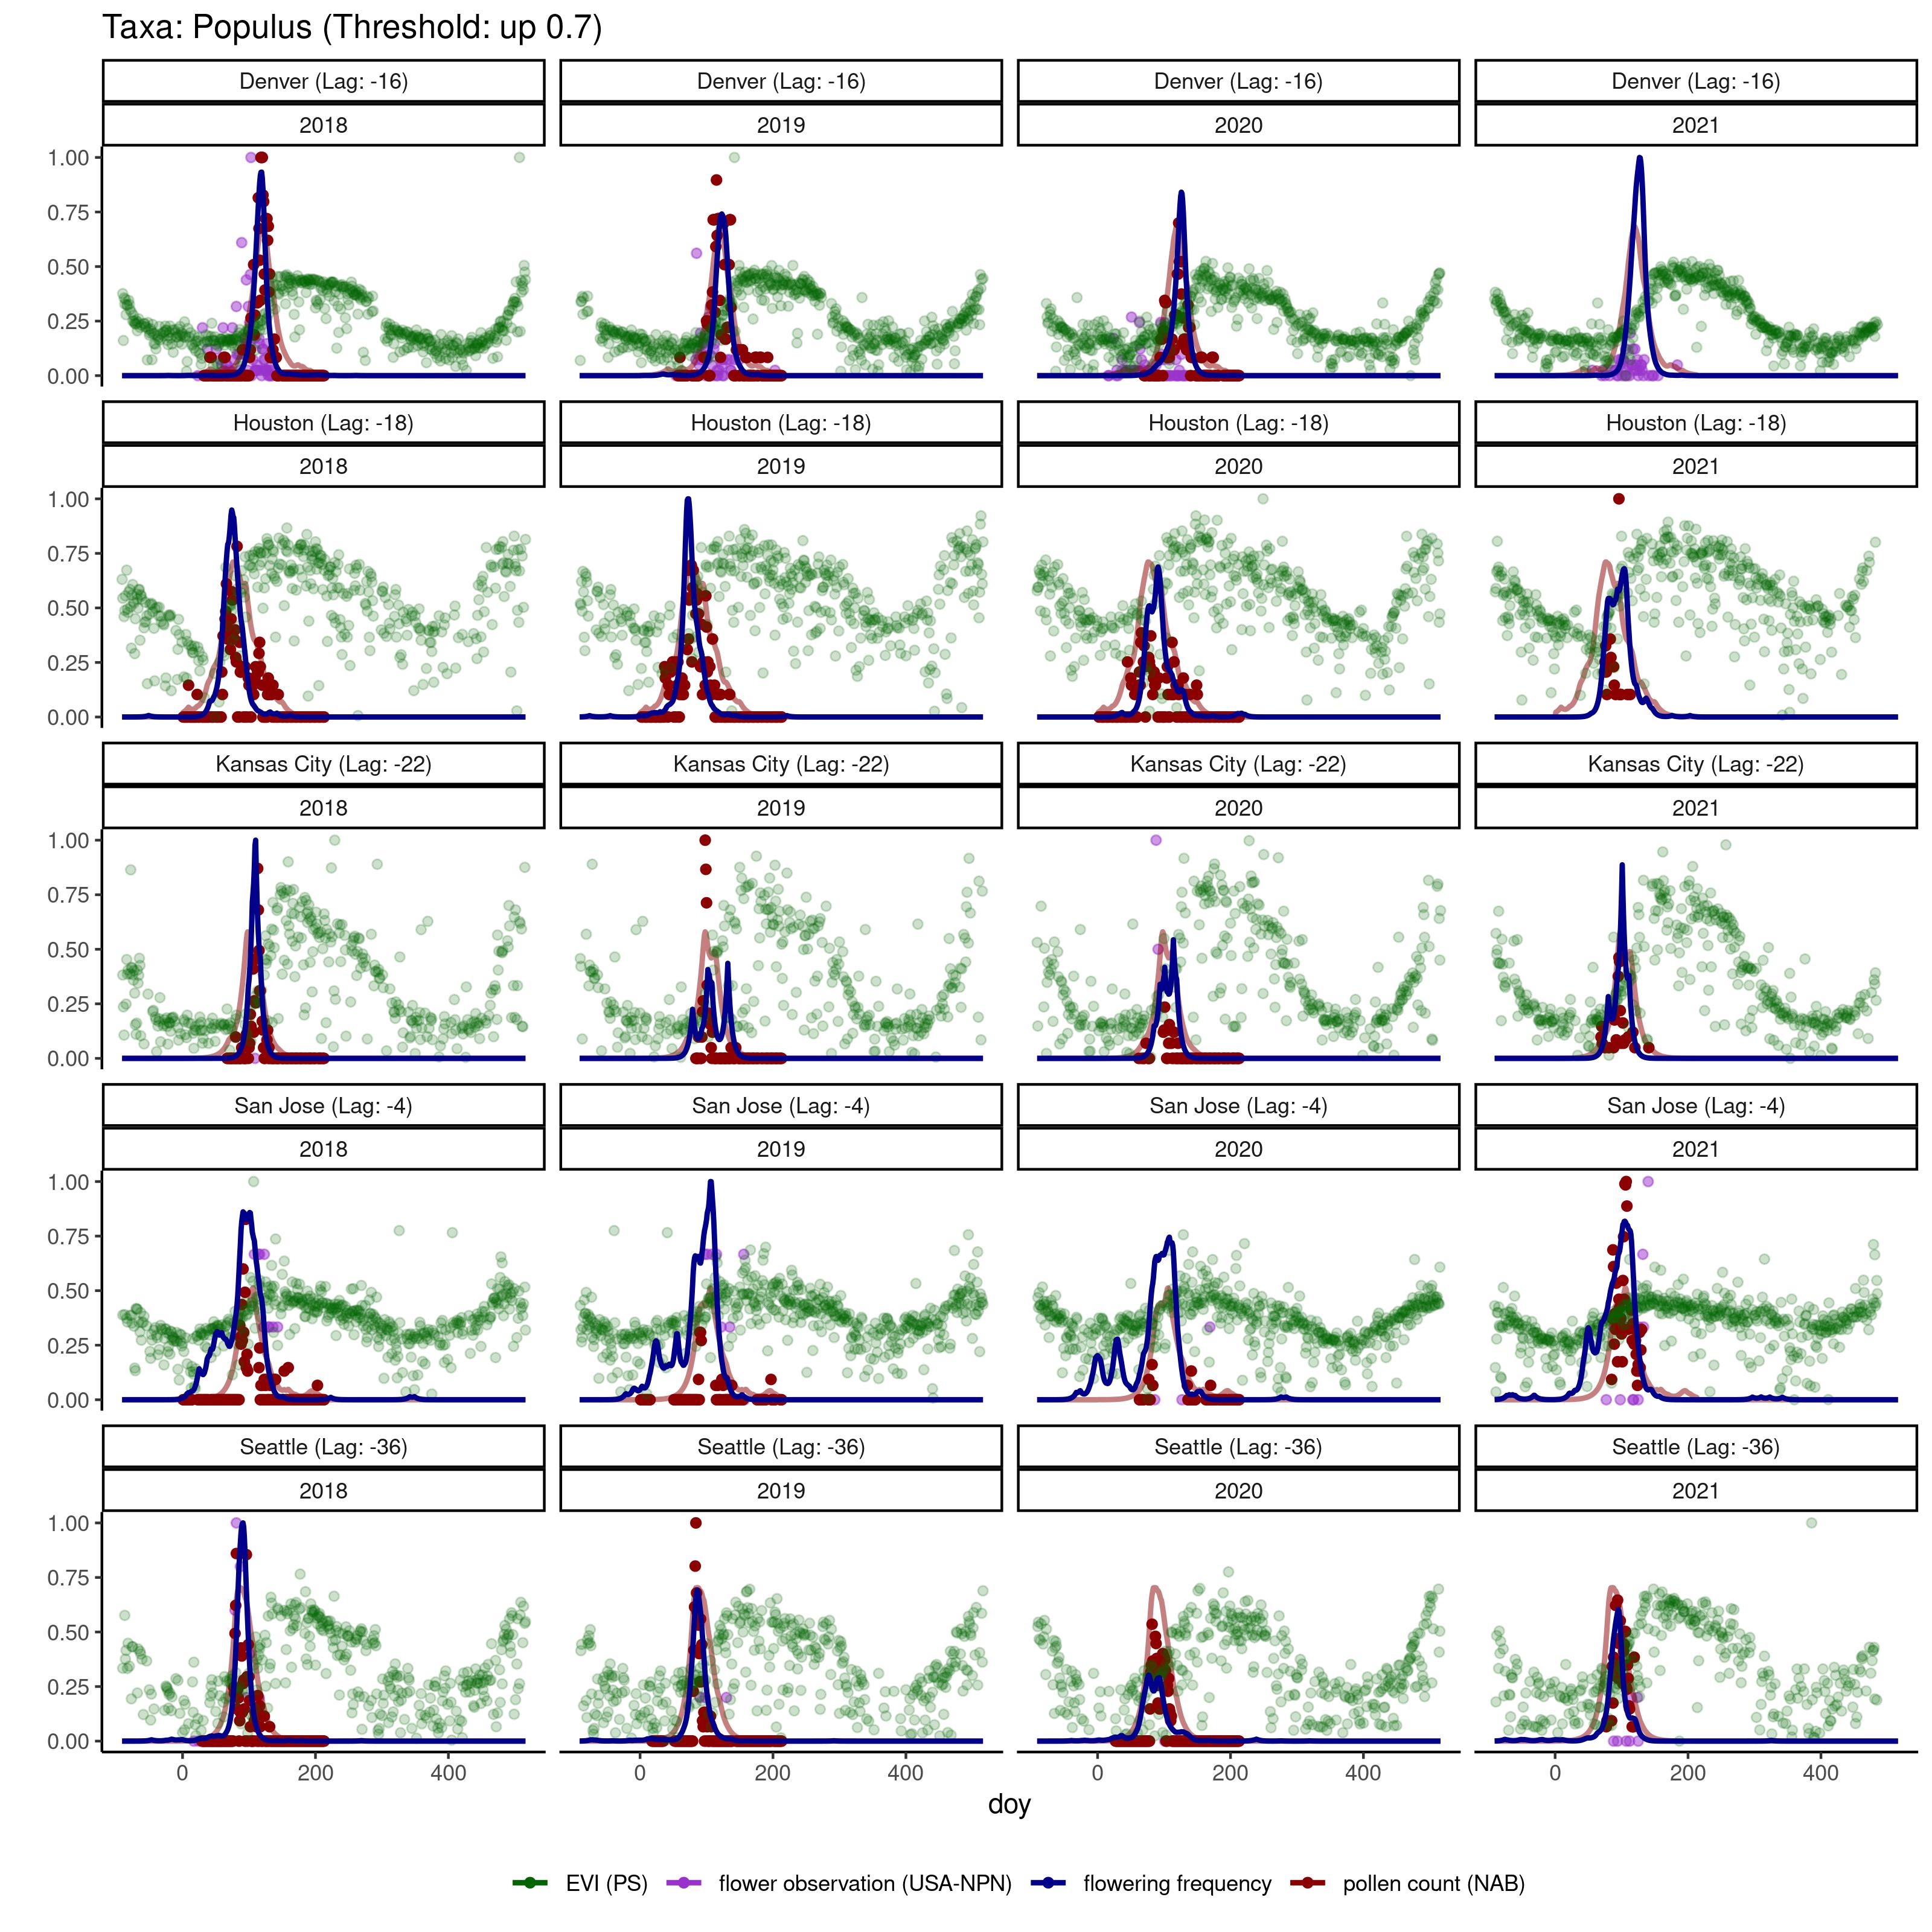 Taxa: Populus (Threshold: up 0.7)
Denver (Lag: -16) Denver (Lag: -16) Denver (Lag: -16) Denver (Lag: -16)
2018 2019 2020 2021
1.00
0.75
0.50
0.25
0.00
Houston (Lag: -18) Houston (Lag: -18) Houston (Lag: -18) Houston (Lag: -18)
2018 2019 2020 2021
1.00
0.75
0.50
0.25
0.00
Kansas City (Lag: -22) Kansas City (Lag: -22) Kansas City (Lag: -22) Kansas City (Lag: -22)
2018 2019 2020 2021
1.00
0.75
0.50
0.25
0.00
San Jose (Lag: -4) San Jose (Lag: -4) San Jose (Lag: -4) San Jose (Lag: -4)
2018 2019 2020 2021
1.00
0.75
0.50
0.25
0.00
Seattle (Lag: -36) Seattle (Lag: -36) Seattle (Lag: -36) Seattle (Lag: -36)
2018 2019 2020 2021
1.00
0.75
0.50
0.25
0.00
0 200 400 0 200 400 0 200 400 0 200 400
doy
EVI (PS) flower observation (USA-NPN) flowering frequency pollen count (NAB)